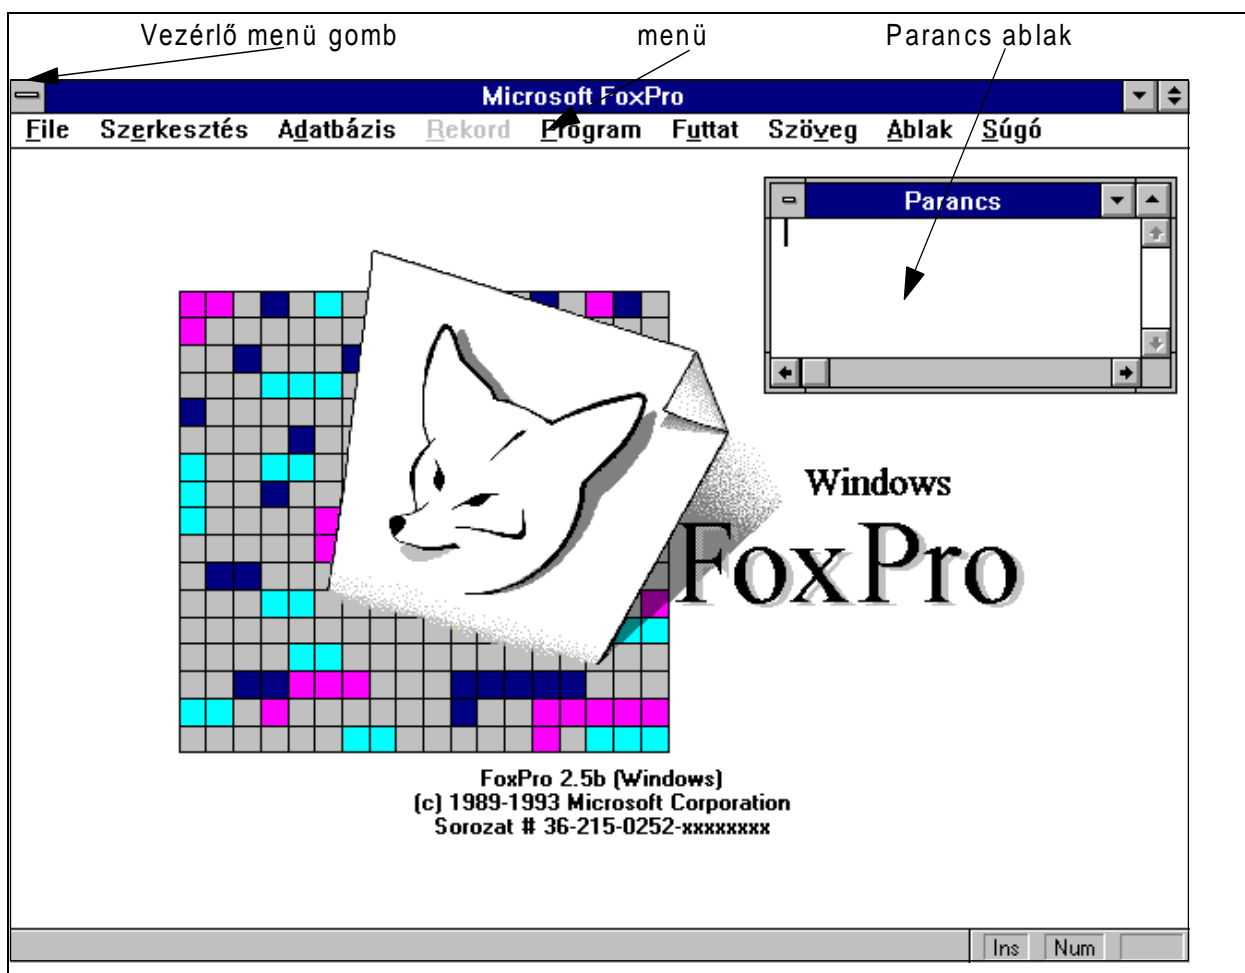 Vezérlő menü gomb menü Parancs ablak
Microsoft FoxPro
File Szerkesztés Adatbázis Rekord Program Futtat Szöveg Ablak Súgó
Parancs
Windows
FoxPro
FoxPro 2.5b (Windows)
(c) 1989-1993 Microsoft Corporation
Sorozat # 36-215-0252-xxxxxxxx
Ins Num